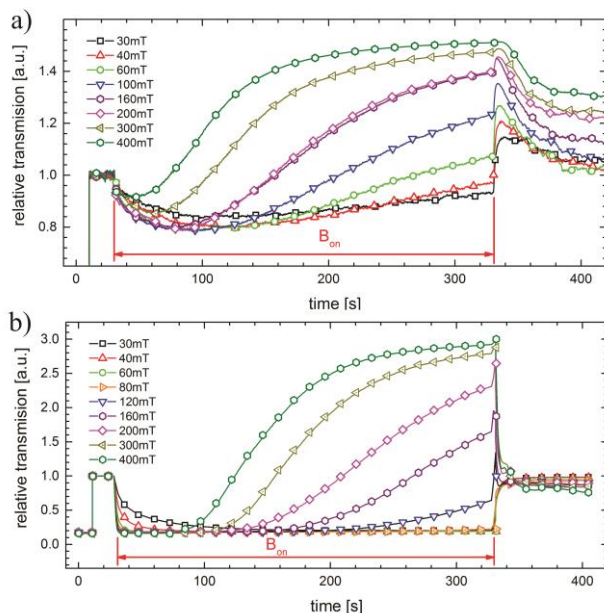 a)
relative transmision [a.u.]
1.4
1.2
1.0
0.8
30mT
40mT
60mT
100mT
160mT
200mT
300mT
400mT
B on
0
100
200
300
400
time [s]
b)
relative transmission [a.u.]
3.0
2.5
2.0
1.5
1.0
0.5
0.0
30mT
40mT
60mT
80mT
120mT
160mT
200mT
300mT
400mT
B on
0
100
200
300
400
time [s]